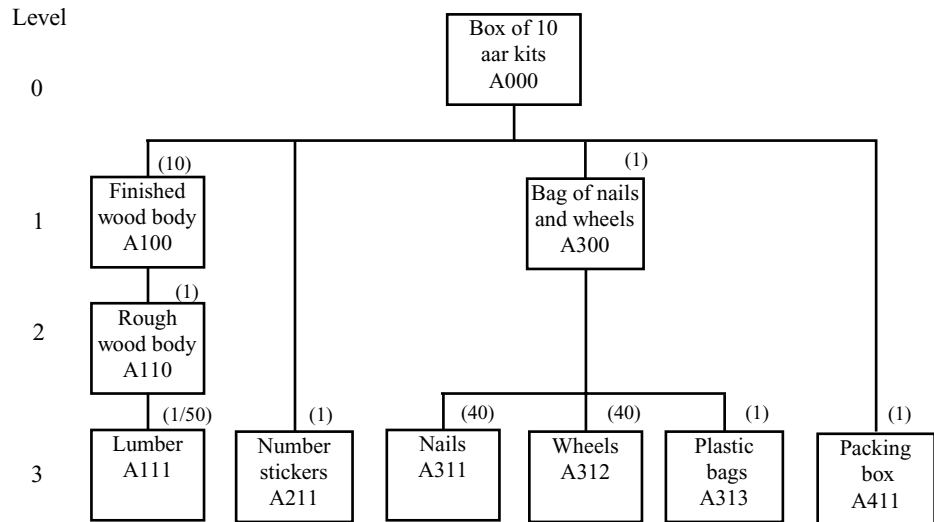 Level
Box of 10
aar kits
A000
0
(10)
(1)
Finished
wood body
A100
Bag of nails
and wheels
A300
1
(1)
Rough
wood body
A110
2
(1/50)
(1)
(40)
(40)
(1)
(1)
Lumber
A111
Number
stickers
A211
Nails
A311
Wheels
A312
Plastic
bags
A313
Packing
box
A411
3